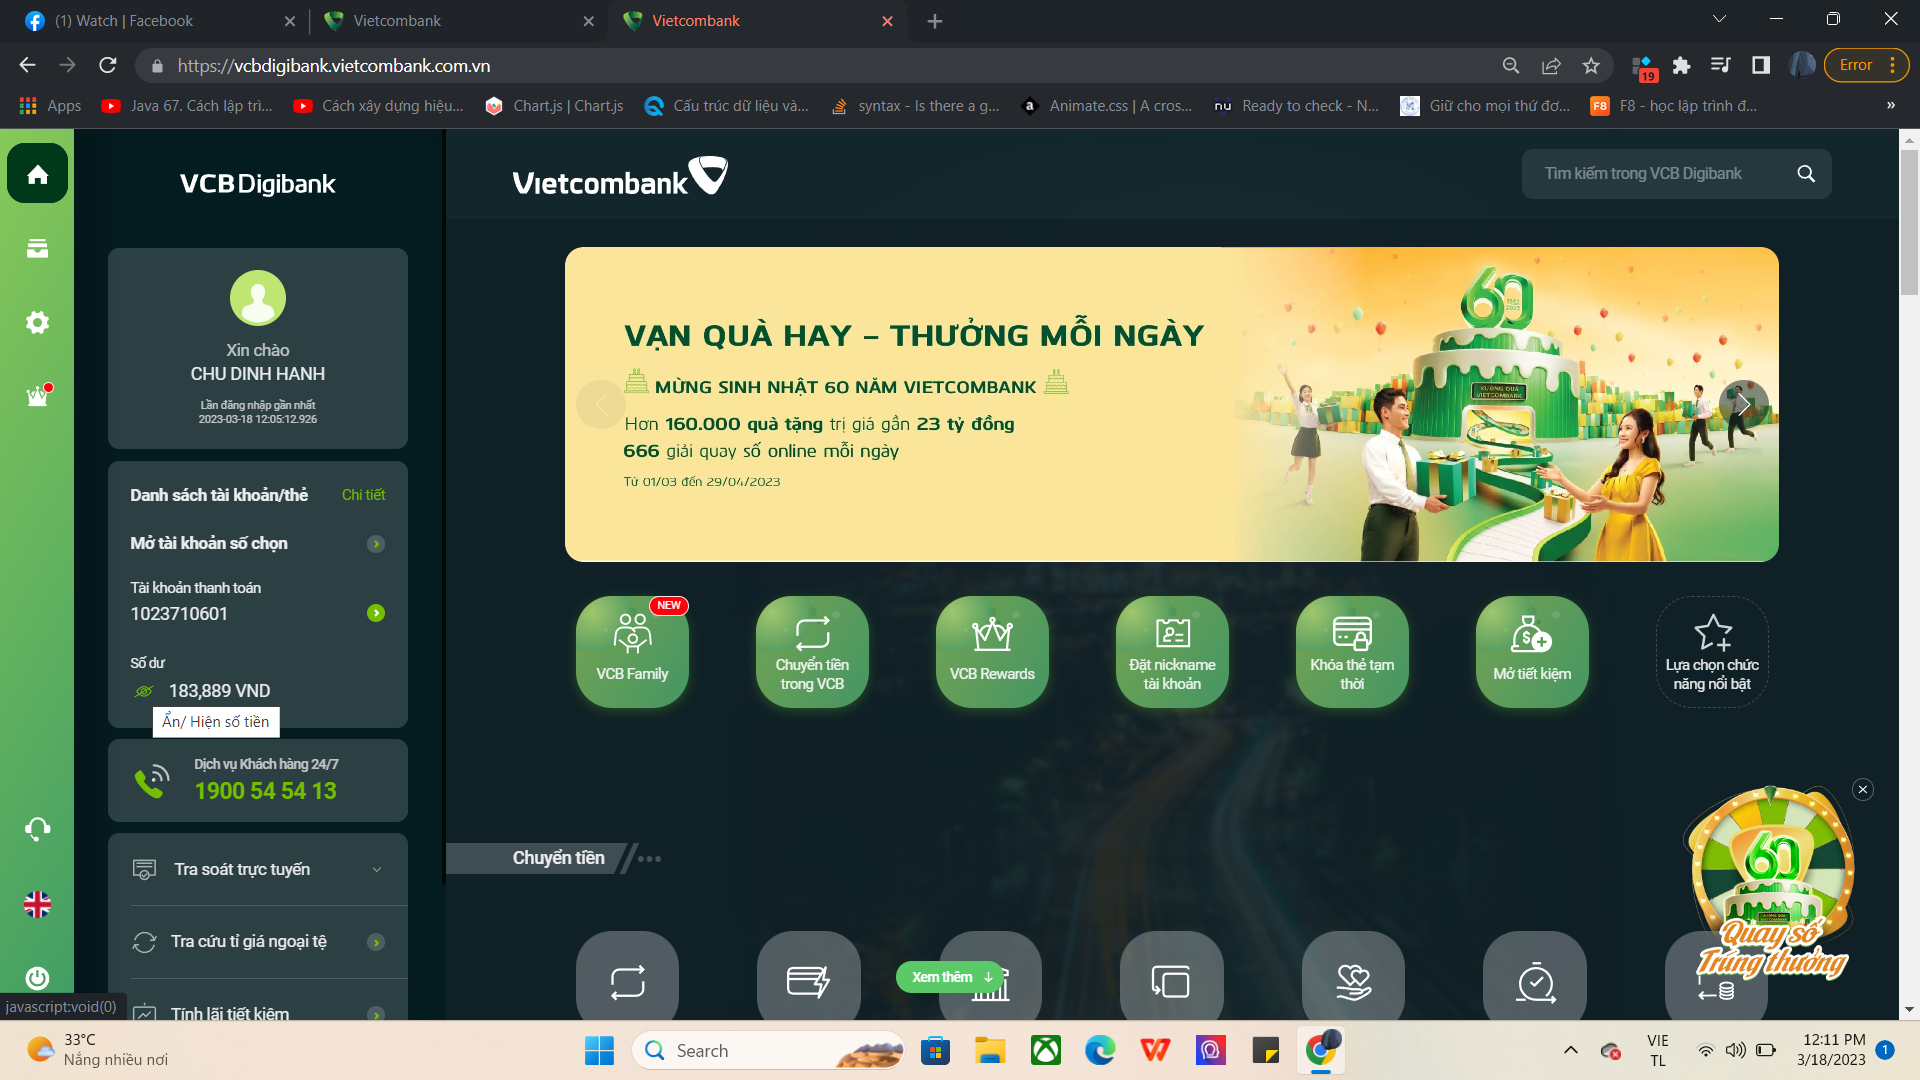 (1) Watch | Facebook
Vietcombank
Vietcombank
https://vcbdigibank.vietcombank.com.vn
19
Error
Apps
Java 67. Cách lập trì...
Cách xây dựng hiệu...
Chart.js | Chart.js
Cấu trúc dữ liệu và...
syntax - Is there a g...
a
Animate.css | A cros...
nu
Ready to check - N...
Giữ cho mọi thứ đơ...
F8
F8 - học lập trình đ...
»
VCB Digibank
Vietcombank
Tìm kiếm trong VCB Digibank
Xin chào
CHU DINH HANH
Lần đăng nhập gần nhất
2023-03-18 12:05:12.926
Danh sách tài khoản/thẻ
Chi tiết
Mở tài khoản số chọn
Tài khoản thanh toán
1023710601
Số dư
183,889 VND
Ẩn/ Hiện số tiền
Dịch vụ Khách hàng 24/7
1900 54 54 13
Tra soát trực tuyến
Tra cứu tỉ giá ngoại tệ
Tính lãi tiết kiệm
javascript:void(0)
VẠN QUÀ HAY – THƯỞNG MỖI NGÀY
MỪNG SINH NHẬT 60 NĂM VIETCOMBANK
Hơn 160.000 quà tặng trị giá gần 23 tỷ đồng
666 giải quay số online mỗi ngày
Từ 01/03 đến 29/04/2023
60
XƯỞNG QUÀ
VIETCOMBANK
NEW
VCB Family
Chuyển tiền
trong VCB
VCB Rewards
Đặt nickname
tài khoản
Khóa thẻ tạm
thời
Mở tiết kiệm
Lựa chọn chức
năng nổi bật
Chuyển tiền
Xem thêm
60
Quay số
Trúng thưởng
33°C
Nắng nhiều nơi
Search
VIE
TL
12:11 PM
3/18/2023
1